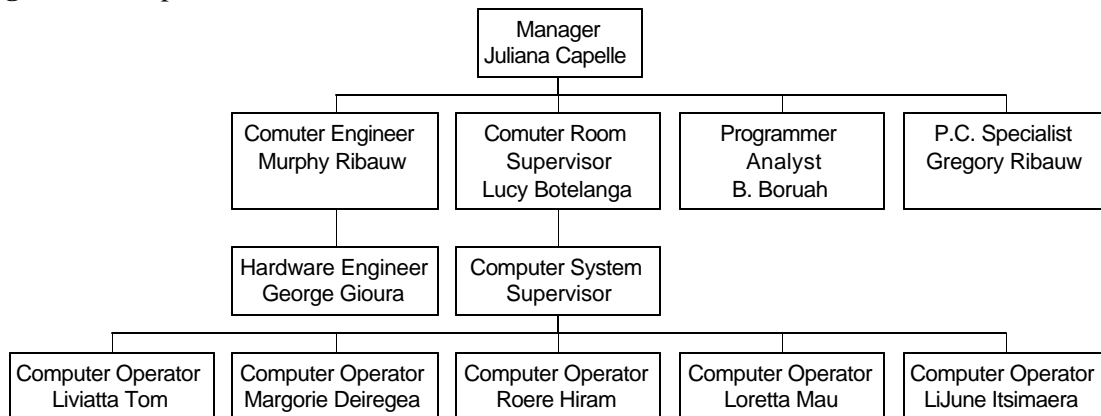 Manager
Juliana Capelle
Comuter Engineer
Murphy Ribauw
Comuter Room
Supervisor
Lucy Botelanga
Programmer
Analyst
B. Boruah
P.C. Specialist
Gregory Ribauw
Hardware Engineer
George Gioura
Computer System
Supervisor
Computer Operator
Liviatta Tom
Computer Operator
Margorie Deiregea
Computer Operator
Roere Hiram
Computer Operator
Loretta Mau
Computer Operator
LiJune Itsimaera